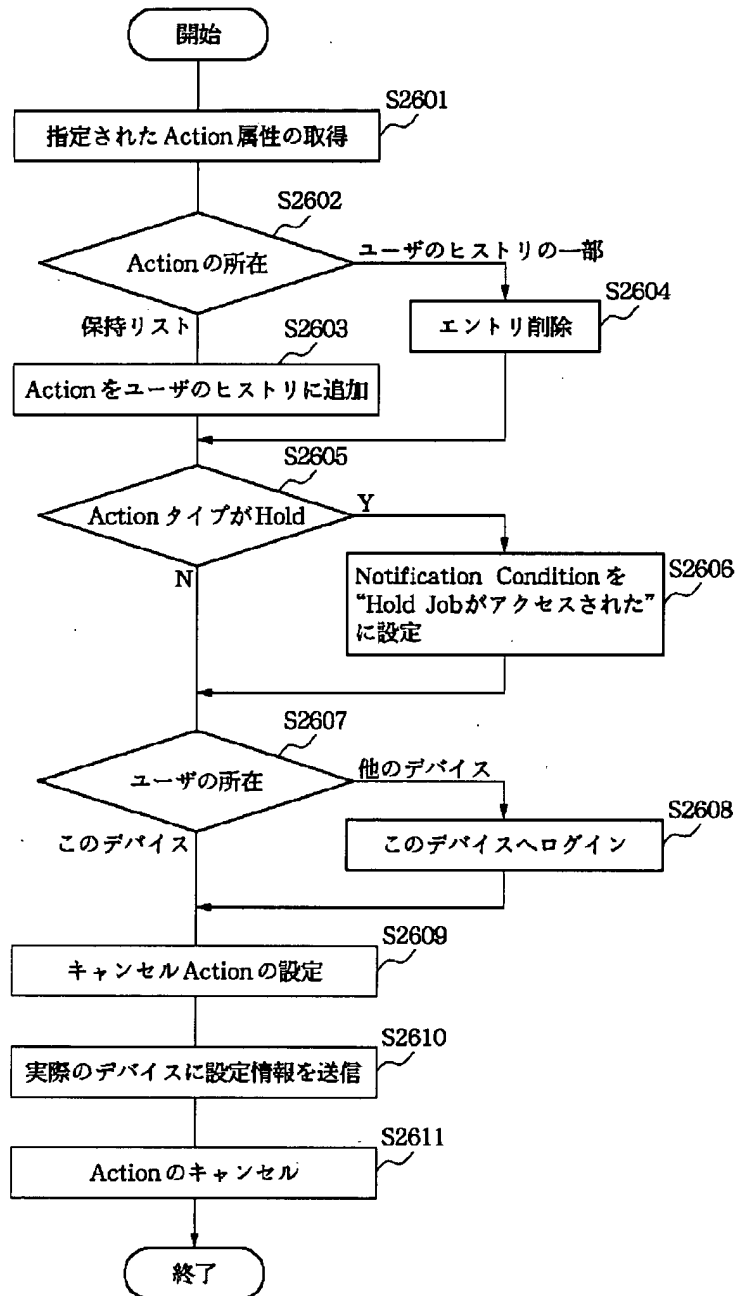 開始
S2601
指定された Action 属性の取得
S2602
Actionの所在
ユーザのヒストリの一部
S2604
エントリ削除
保持リスト
S2603
Actionをユーザのヒストリに追加
S2605
ActionタイプがHold
Y
N
S2606
Notification Conditionを
“Hold Jobがアクセスされた”
に設定
S2607
ユーザの所在
他のデバイス
S2608
このデバイスへログイン
このデバイス
S2609
キャンセルActionの設定
S2610
実際のデバイスに設定情報を送信
S2611
Actionのキャンセル
終了